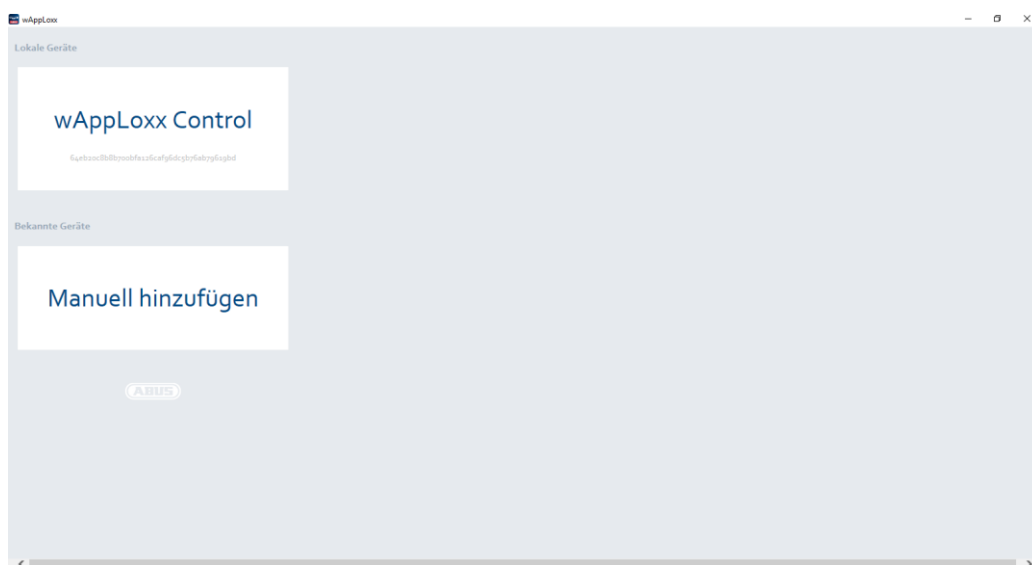 wAppLoxx
Lokale Geräte
wAppLoxx Control
Bekannte Geräte
Manuell hinzufügen
ABUS